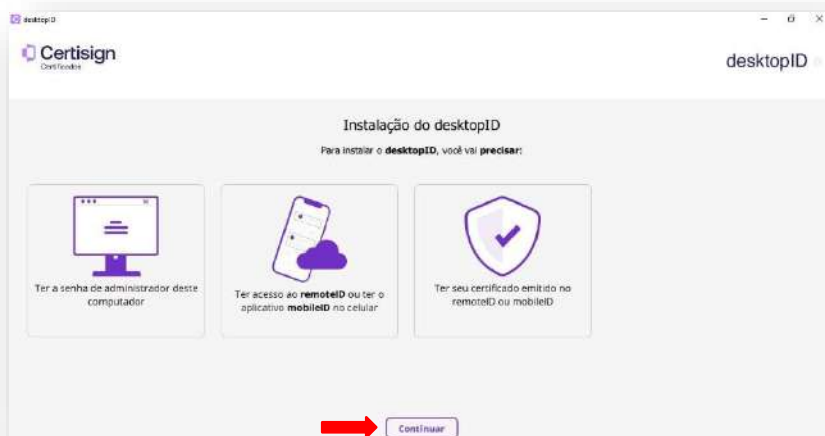 desktopID
Certisign
Certificados
desktopID
Instalação do desktopID
Para instalar o desktopID, você vai precisar:
Ter a senha de administrador deste
computador
Ter acesso ao remoteID ou ter o
aplicativo mobileID no celular
Ter seu certificado emitido no
remoteID ou mobileID
Continuar